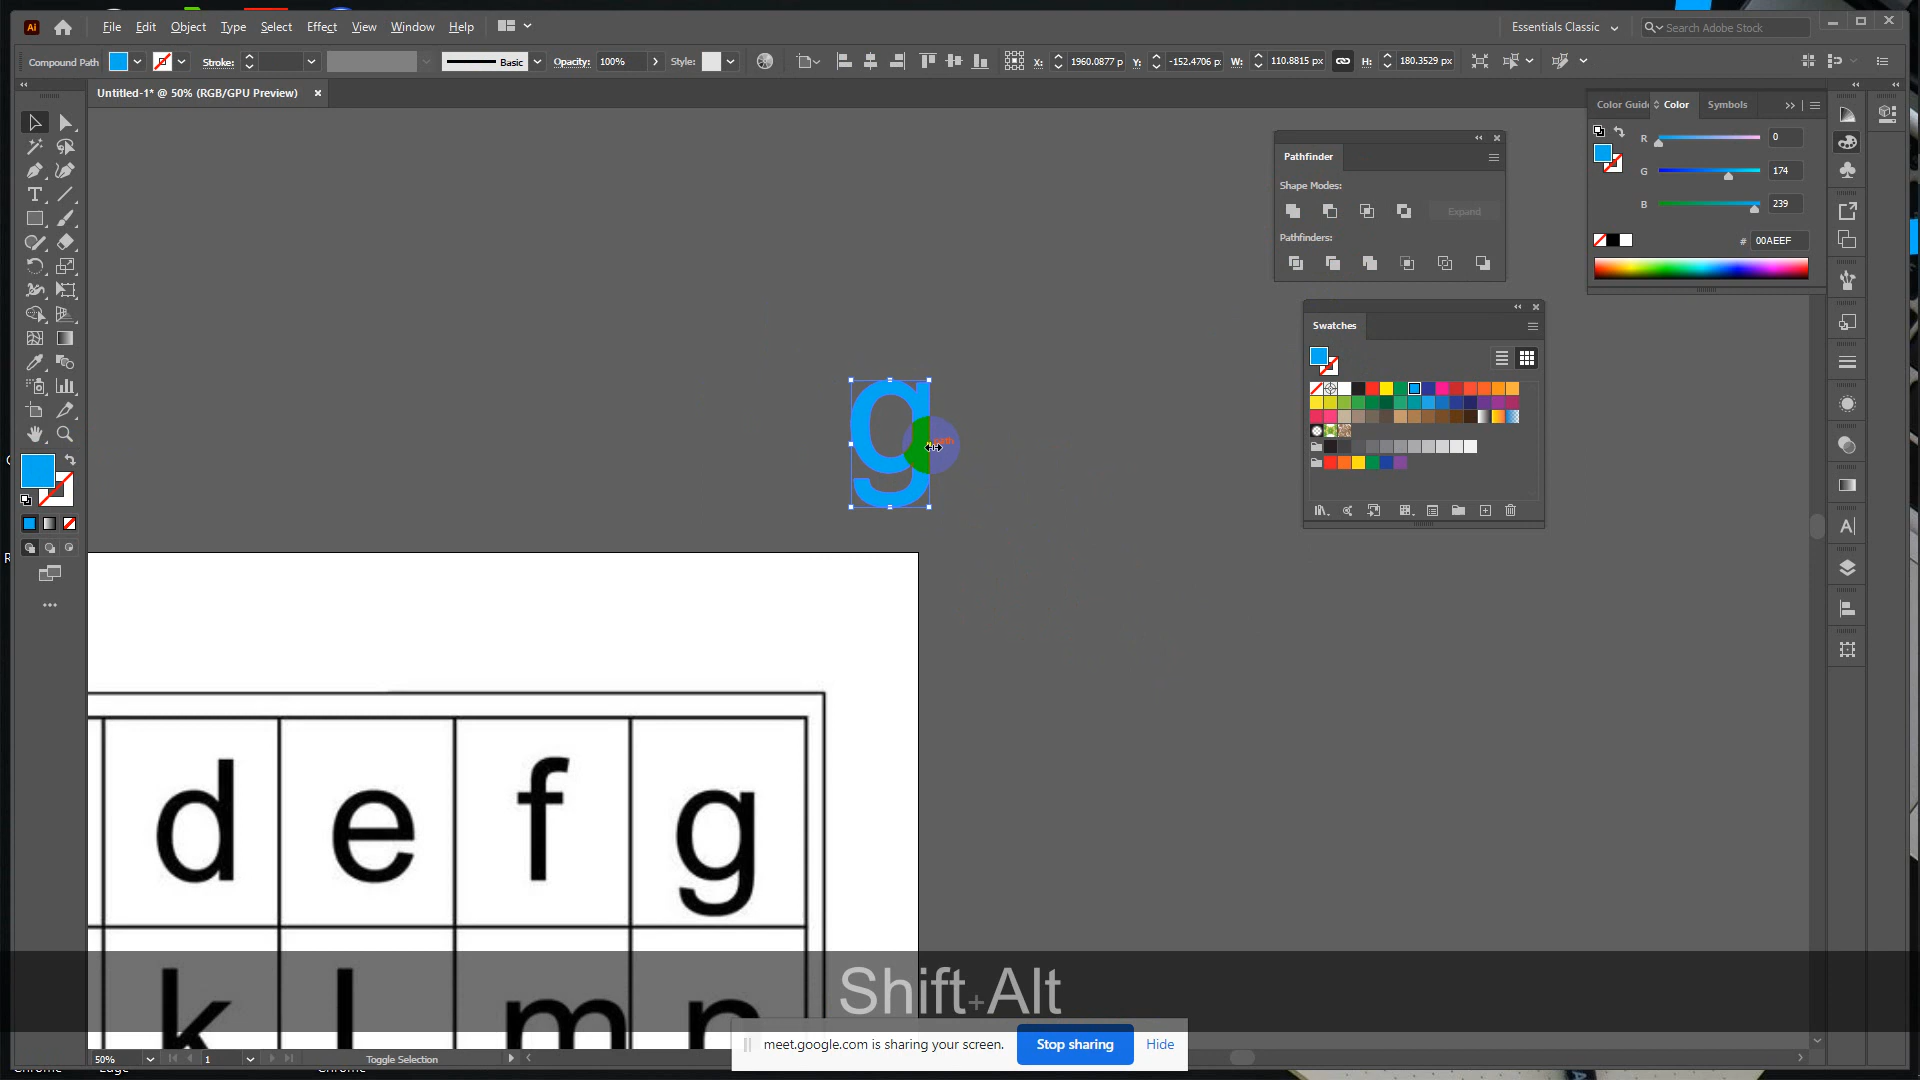 Ai File Edit Object Select Type Effect View Window Help
Essentials Classic
Search Adobe Stock
Compound Path
Stroke:
Basic
Opacity: 100%
Style:
X: 1960.0877 p
Y: -152.4706 p
W: 110.8815 px
H: 180.3529 px
Untitled-1* @ 50% (RGB/GPU Preview)
Color Guid
Color
Symbols
R 0
G 174
B 239
# 00AEEF
Pathfinder
Shape Modes:
Expand
Pathfinders:
Swatches
g
d e f g
k l m n
Shift+Alt
50%
1
Toggle Selection
meet.google.com is sharing your screen.
Stop sharing
Hide